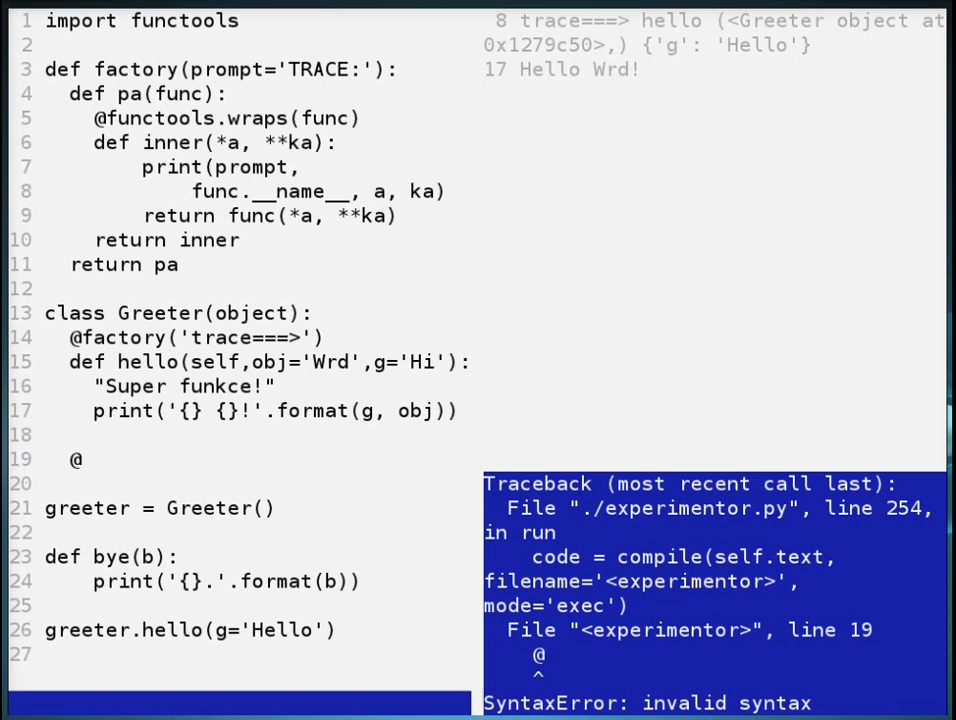 1 import functools
2
3 def factory(prompt='TRACE:'):
4   def pa(func):
5     @functools.wraps(func)
6     def inner(*a, **ka):
7         print(prompt,
8             func.__name__, a, ka)
9         return func(*a, **ka)
10     return inner
11   return pa
12
13 class Greeter(object):
14   @factory('trace===>')
15   def hello(self,obj='Wrd',g='Hi'):
16     "Super funkce!"
17     print('{} {}!'.format(g, obj))
18
19   @
20
21 greeter = Greeter()
22
23 def bye(b):
24     print('{}.'.format(b))
25
26 greeter.hello(g='Hello')
27
8 trace===> hello (<Greeter object at
0x1279c50>,) {'g': 'Hello'}
17 Hello Wrd!
Traceback (most recent call last):
  File "./experimentor.py", line 254,
in run
    code = compile(self.text,
filename='<experimentor>',
mode='exec')
  File "<experimentor>", line 19
    @
    ^
SyntaxError: invalid syntax